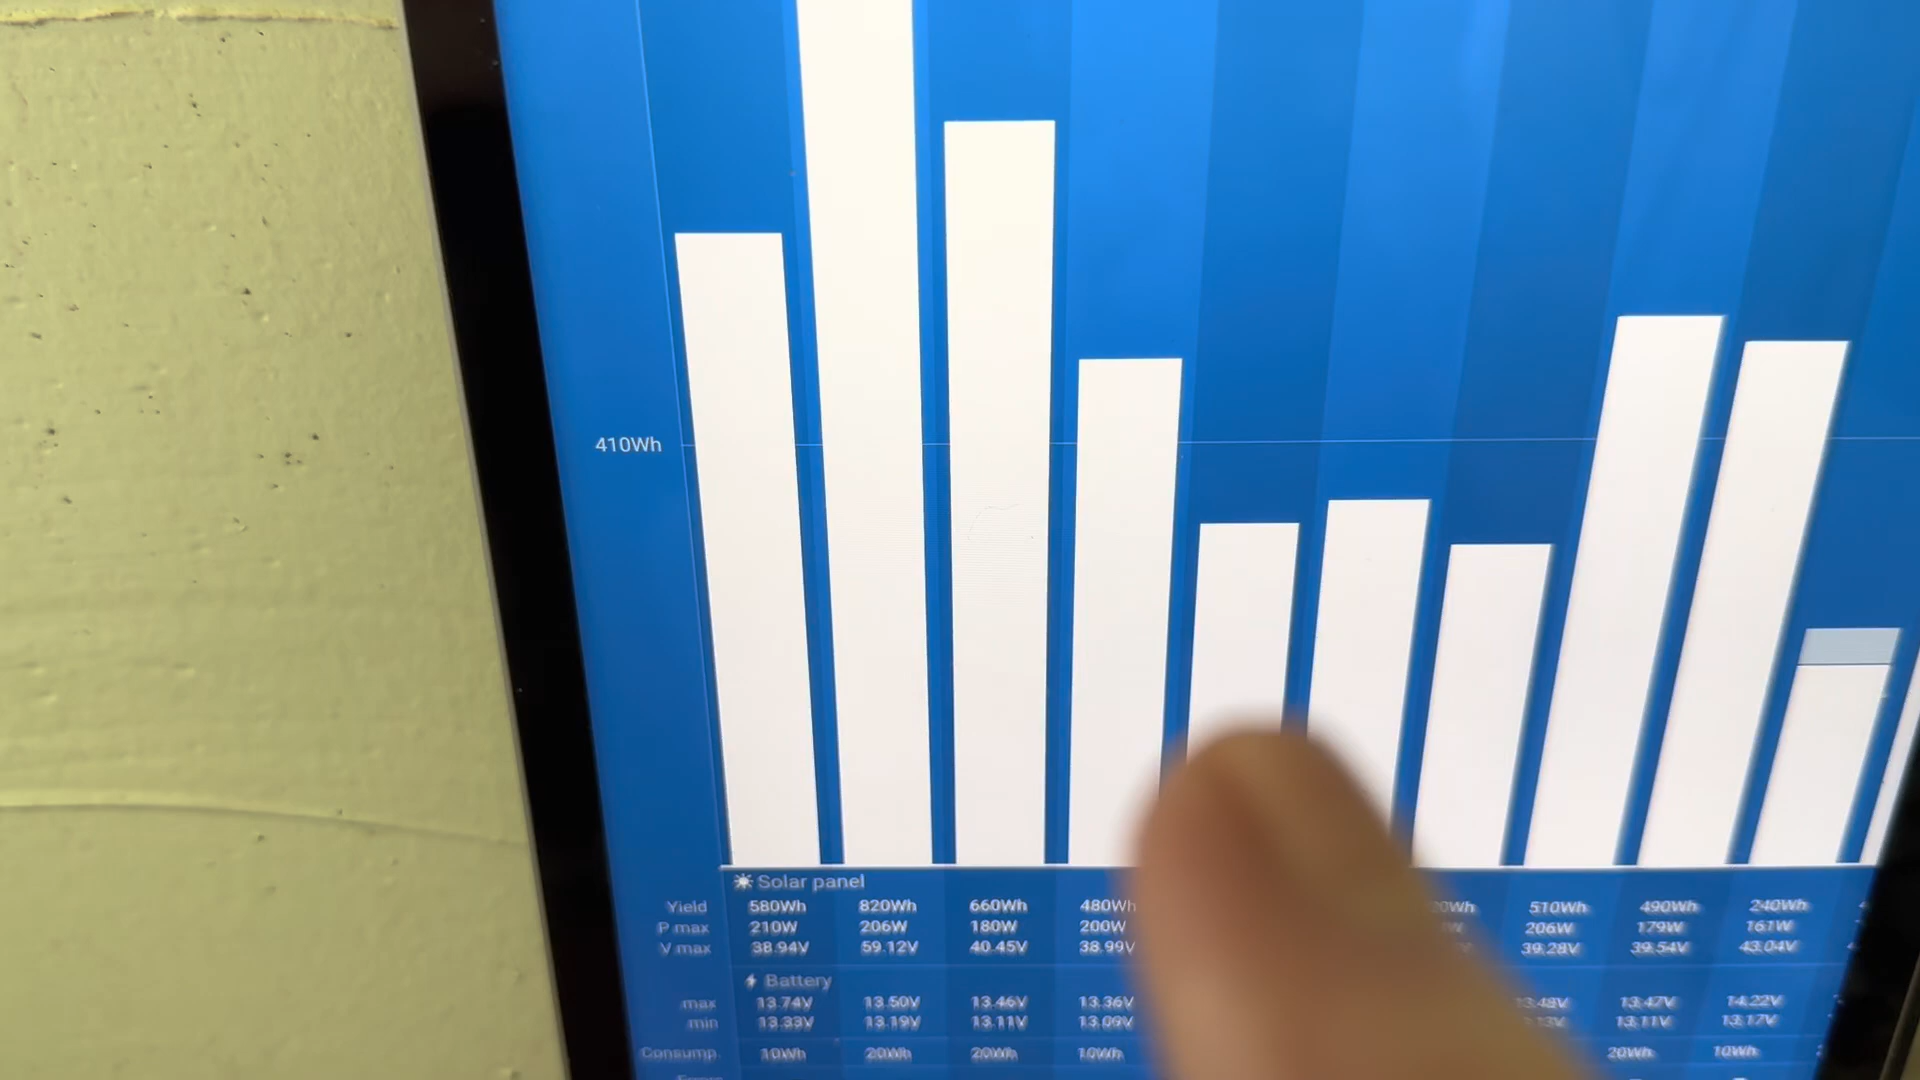 410Wh
Solar panel
Yield 580Wh 820Wh 660Wh 480Wh 510Wh 490Wh 240Wh
P max 210W 206W 180W 200W 206W 179W 161W
V max 38.94V 59.12V 40.45V 38.99V 39.28V 39.54V 43.04V
Battery
max 13.74V 13.50V 13.46V 13.36V 13.48V 13.47V 14.22V
min 13.33V 13.19V 13.11V 13.09V 13.11V 13.17V
Consump. 10Wh 20Wh 20Wh 10Wh 20Wh 10Wh